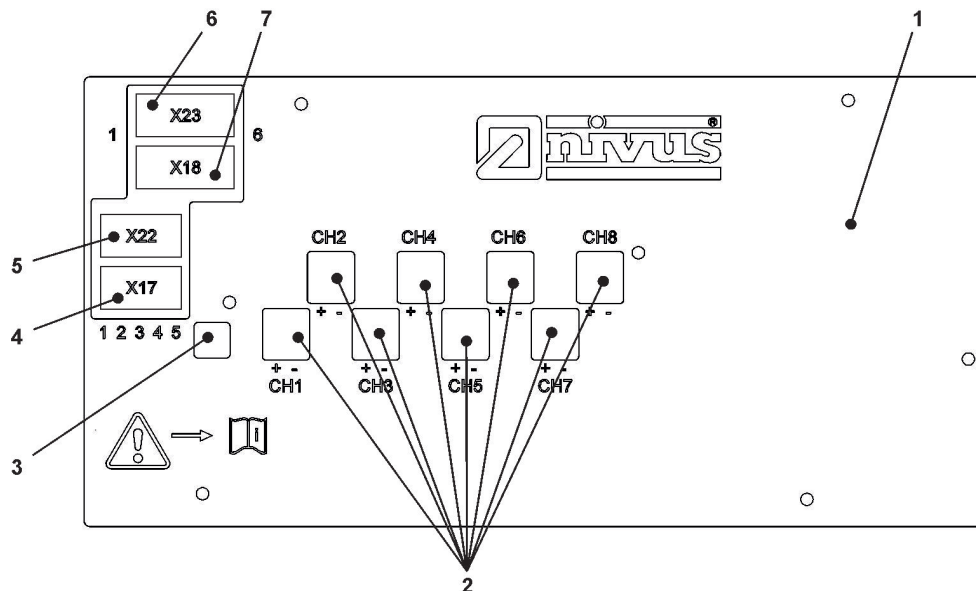 6 7 1
X23
1 6
nivus ®
X18
X22
CH2 CH4 CH6 CH8
5
X17
+ - + - + - + -
4
1 2 3 4 5
3
+ - + - + - + -
CH1 CH3 CH5 CH7
2